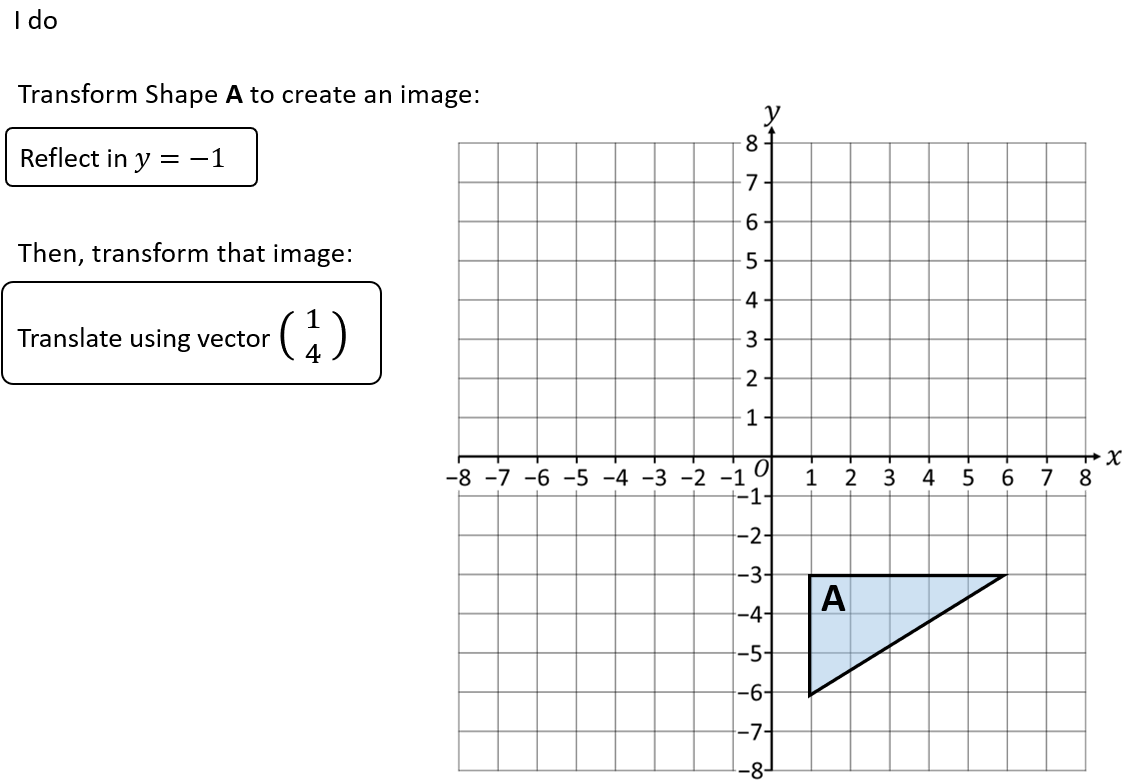 I do
Transform Shape A to create an image:
Reflect in y = −1
Then, transform that image:
Translate using vector (1
4)
y
8
7
6
5
4
3
2
1
−8 −7 −6 −5 −4 −3 −2 −1 O 1 2 3 4 5 6 7 8 x
−1
−2
−3
A
−4
−5
−6
−7
−8